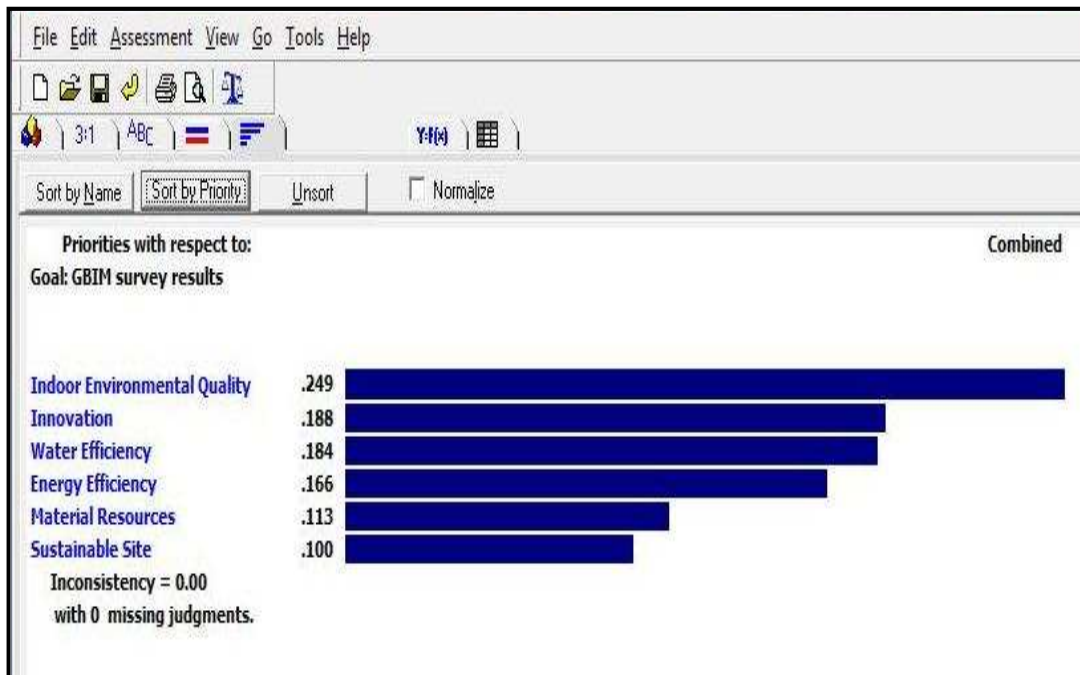 File Edit Assessment View Go Tools Help
3:1 ABC Y=F(x)
Sort by Name Sort by Priority Unsort Normalize
Priorities with respect to: Combined
Goal: GBIM survey results
Indoor Environmental Quality .249
Innovation .188
Water Efficiency .184
Energy Efficiency .166
Material Resources .113
Sustainable Site .100
Inconsistency = 0.00
with 0 missing judgments.